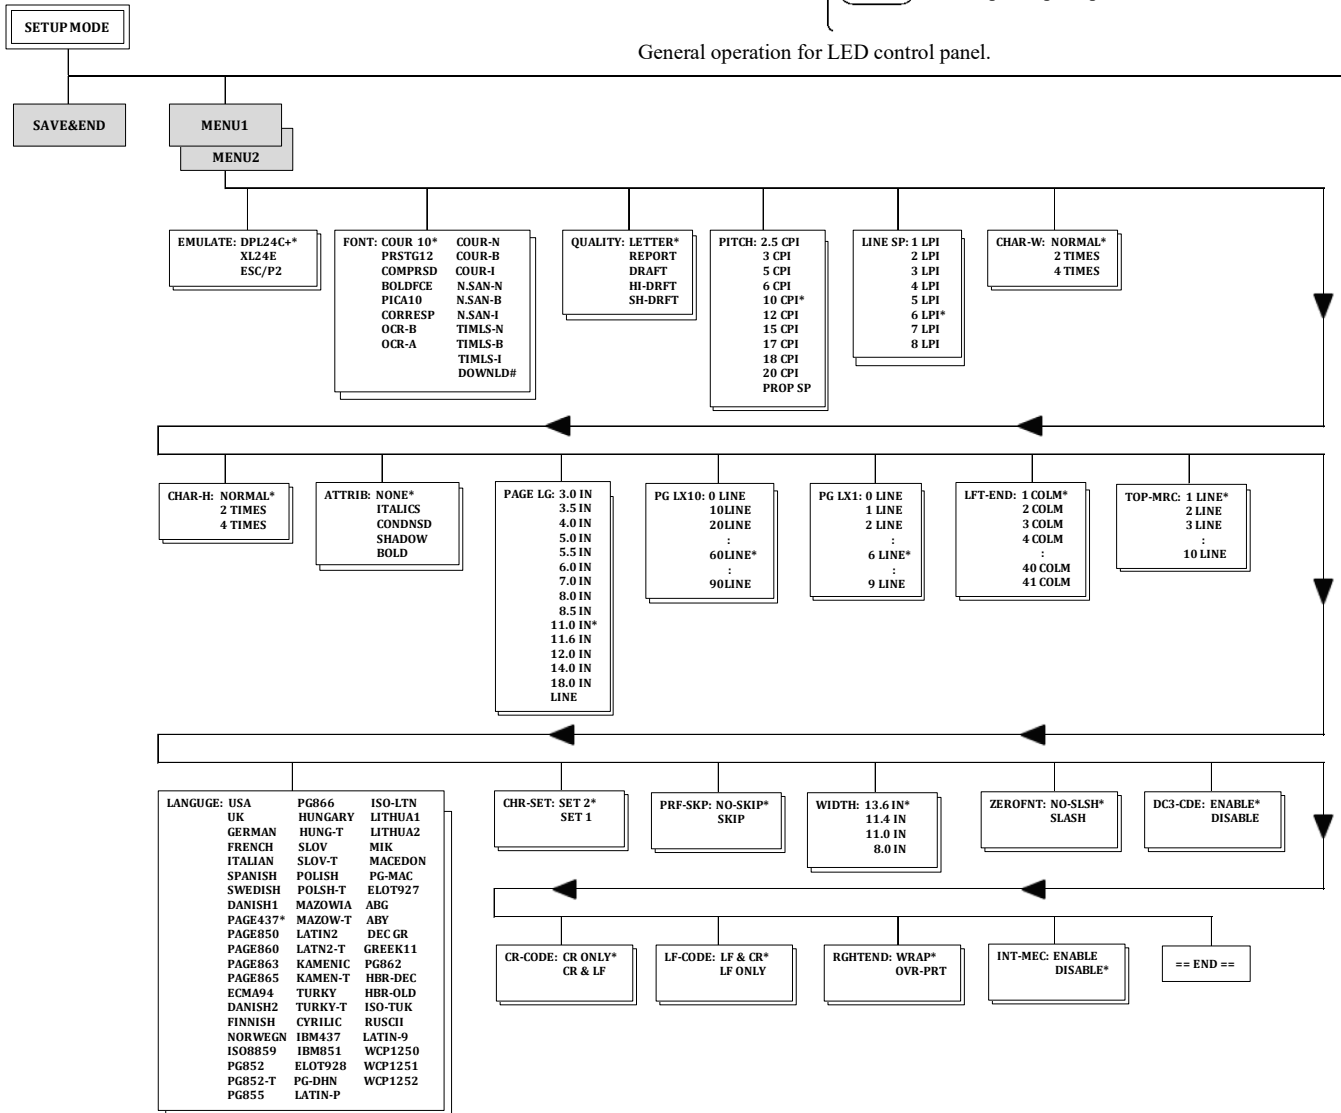 General operation for LED control panel.
SETUP MODE
SAVE&END
MENU1
MENU2
EMULATE: DPL24C+*
XL24E
ESC/P2
FONT: COUR 10* COUR-N
PRSTG12 COUR-B
COMPRSD COUR-I
BOLDFCE N.SAN-N
PICA10 N.SAN-B
CORRESP N.SAN-I
OCR-B TIMLS-N
OCR-A TIMLS-B
TIMLS-I
DOWNLD#
QUALITY: LETTER*
REPORT
DRAFT
HI-DRFT
SH-DRFT
PITCH: 2.5 CPI
3 CPI
5 CPI
6 CPI
10 CPI*
12 CPI
15 CPI
17 CPI
18 CPI
20 CPI
PROP SP
LINE SP: 1 LPI
2 LPI
3 LPI
4 LPI
5 LPI
6 LPI*
7 LPI
8 LPI
CHAR-W: NORMAL*
2 TIMES
4 TIMES
CHAR-H: NORMAL*
2 TIMES
4 TIMES
ATTRIB: NONE*
ITALICS
CONDNSD
SHADOW
BOLD
PAGE LG: 3.0 IN
3.5 IN
4.0 IN
5.0 IN
5.5 IN
6.0 IN
7.0 IN
8.0 IN
8.5 IN
11.0 IN*
11.6 IN
12.0 IN
14.0 IN
18.0 IN
LINE
PG LX10: 0 LINE
10LINE
20LINE
:
60LINE*
:
90LINE
PG LX1: 0 LINE
1 LINE
2 LINE
:
6 LINE*
:
9 LINE
LFT-END: 1 COLM*
2 COLM
3 COLM
4 COLM
:
40 COLM
41 COLM
TOP-MRC: 1 LINE*
2 LINE
3 LINE
:
10 LINE
LANGUGE: USA PG866 ISO-LTN
UK HUNGARY LITHUA1
GERMAN HUNG-T LITHUA2
FRENCH SLOV MIK
ITALIAN SLOV-T MACEDON
SPANISH POLISH PG-MAC
SWEDISH POLSH-T ELOT927
DANISH1 MAZOWIA ABG
PAGE437* MAZOW-T ABY
PAGE850 LATIN2 DEC GR
PAGE860 LATN2-T GREEK11
PAGE863 KAMENIC PG862
PAGE865 KAMEN-T HBR-DEC
ECMA94 TURKY HBR-OLD
DANISH2 TURKY-T ISO-TUK
FINNISH CYRILIC RUSCII
NORWEGN IBM437 LATIN-9
ISO8859 IBM851 WCP1250
PG852 ELOT928 WCP1251
PG852-T PG-DHN WCP1252
PG855 LATIN-P
CHR-SET: SET 2*
SET 1
PRF-SKP: NO-SKIP*
SKIP
WIDTH: 13.6 IN*
11.4 IN
11.0 IN
8.0 IN
ZEROFNT: NO-SLSH*
SLASH
DC3-CDE: ENABLE*
DISABLE
CR-CODE: CR ONLY*
CR & LF
LF-CODE: LF & CR*
LF ONLY
RGHTEND: WRAP*
OVR-PRT
INT-MEC: ENABLE
DISABLE*
== END ==